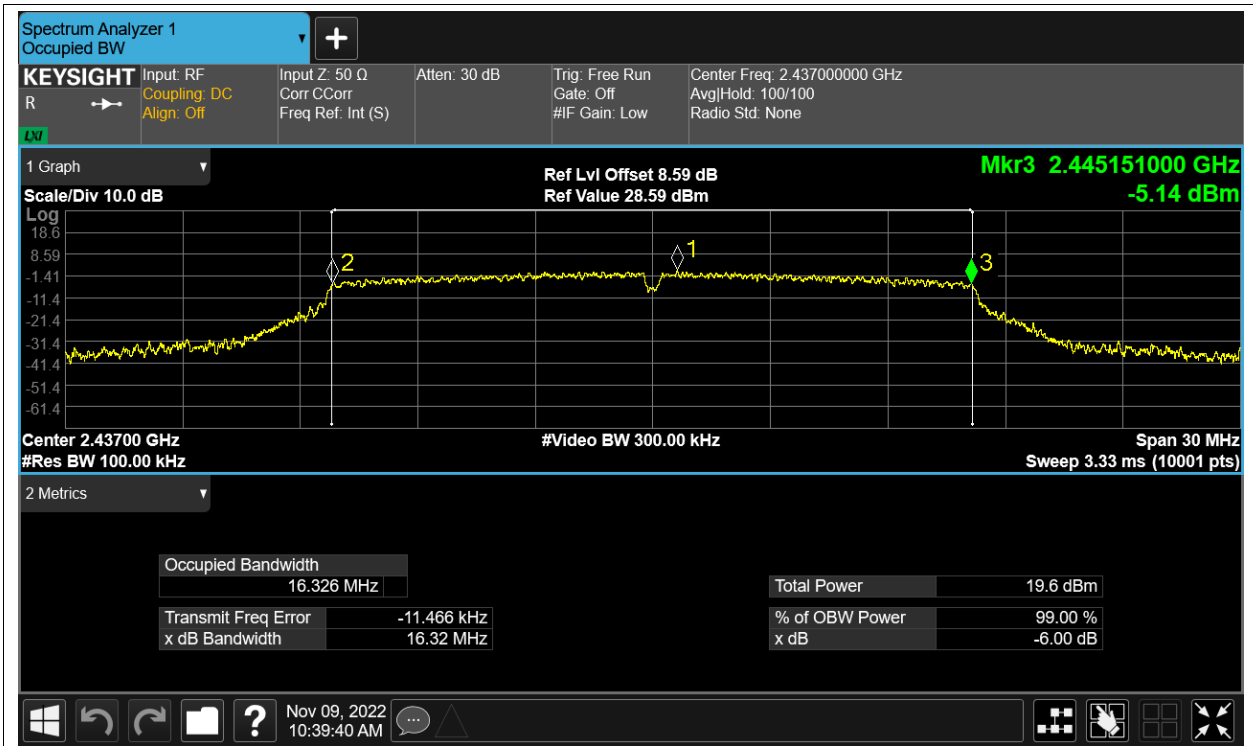 Spectrum Analyzer 1
Occupied BW
KEYSIGHT
R
LXI
Input: RF
Coupling: DC
Align: Off
Input Z: 50 Ω
Corr CCorr
Freq Ref: Int (S)
Atten: 30 dB
Trig: Free Run
Gate: Off
#IF Gain: Low
Center Freq: 2.437000000 GHz
Avg|Hold: 100/100
Radio Std: None
1 Graph
Scale/Div 10.0 dB
Ref Lvl Offset 8.59 dB
Ref Value 28.59 dBm
Mkr3 2.445151000 GHz
-5.14 dBm
Log
18.6
8.59
-1.41
-11.4
-21.4
-31.4
-41.4
-51.4
-61.4
2
1
3
Center 2.43700 GHz
#Video BW 300.00 kHz
Span 30 MHz
#Res BW 100.00 kHz
Sweep 3.33 ms (10001 pts)
2 Metrics
Occupied Bandwidth
16.326 MHz
Transmit Freq Error -11.466 kHz
x dB Bandwidth 16.32 MHz
Total Power 19.6 dBm
% of OBW Power 99.00 %
x dB -6.00 dB
?
Nov 09, 2022
10:39:40 AM